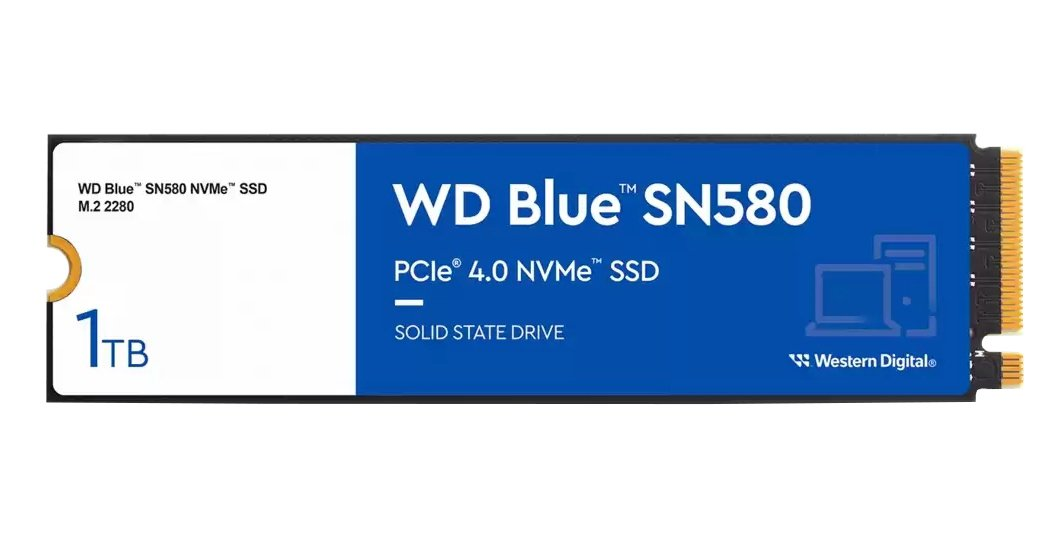 WD Blue™ SN580 NVMe™ SSD
M.2 2280
1TB
WD Blue™ SN580
PCIe® 4.0 NVMe™ SSD
SOLID STATE DRIVE
Western Digital®